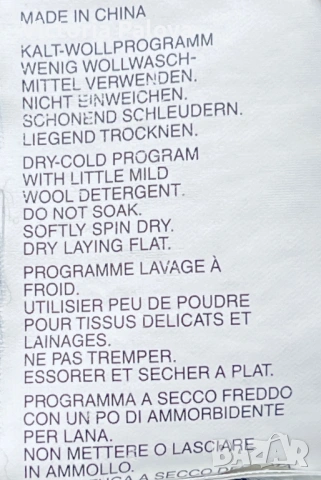 MADE IN CHINA
KALT-WOLLPROGRAMM
WENIG WOLLWASCH-
MITTEL VERWENDEN.
NICHT EINWEICHEN.
SCHONEND SCHLEUDERN.
LIEGEND TROCKNEN.
DRY-COLD PROGRAM
WITH LITTLE MILD
WOOL DETERGENT.
DO NOT SOAK.
SOFTLY SPIN DRY.
DRY LAYING FLAT.
PROGRAMME LAVAGE À
FROID.
UTILISIER PEU DE POUDRE
POUR TISSUS DELICATS ET
LAINAGES.
NE PAS TREMPER.
ESSORER ET SECHER A PLAT.
PROGRAMMA A SECCO FREDDO
CON UN PO DI AMMORBIDENTE
PER LANA.
NON METTERE O LASCIARE
IN AMMOLLO.
A SECCO
BAZAR